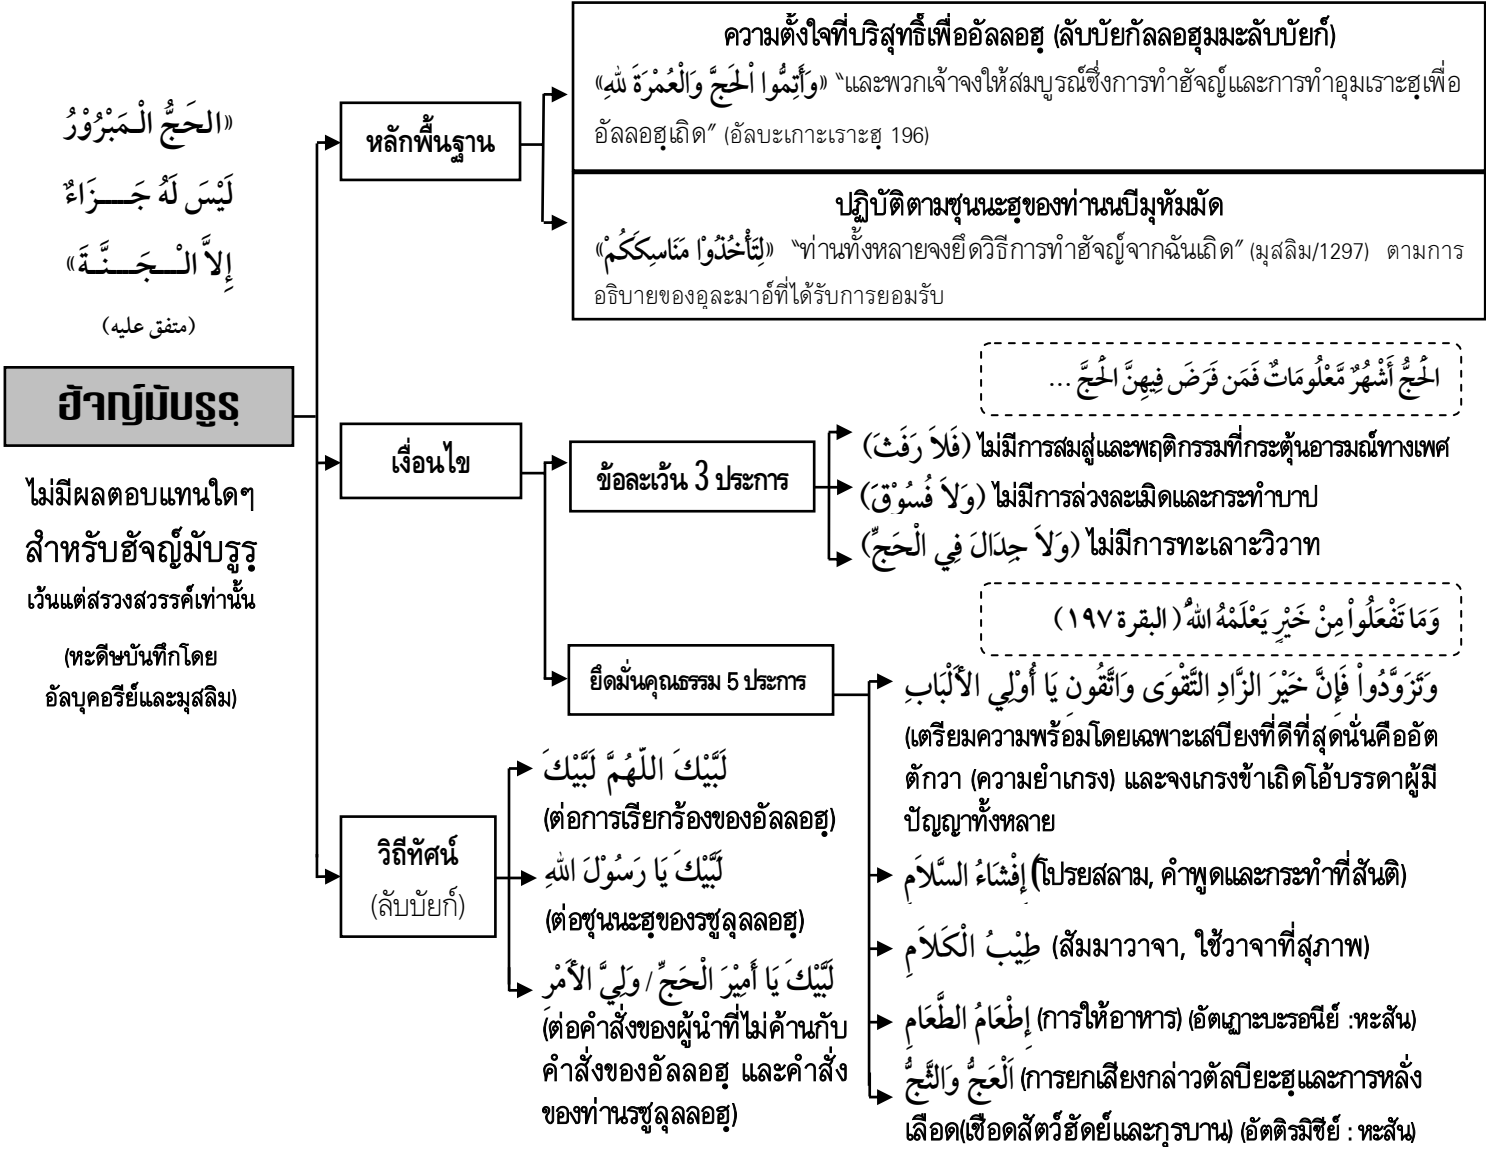 «الحَجُّ الْـمَبْرُوْرُ
لَيْسَ لَهُ جَـــزَاءٌ
إِلاَّ الْـــجَــــنَّــةَ»
(متفق عليه)
ฮัจญ์มับรูรฺ
ไม่มีผลตอบแทนใดๆ
สำหรับฮัจญ์มับรูรฺ
เว้นแต่สรวงสวรรค์เท่านั้น
(หะดีษบันทึกโดย
อัลบุคอรีย์และมุสลิม)
หลักพื้นฐาน
ความตั้งใจที่บริสุทธิ์เพื่ออัลลอฮฺ (ลับบัยกัลลอฮุมมะลับบัยก์)
«وَأَتِمُّوا الْحَجَّ وَالْعُمْرَةَ للهِ» “และพวกเจ้าจงให้สมบูรณ์ซึ่งการทำฮัจญ์และการทำอุมเราะฮฺเพื่อ
อัลลอฮฺเถิด” (อัลบะเกาะเราะฮฺ 196)
ปฏิบัติตามซุนนะฮฺของท่านนบีมุหัมมัด
«لِتَأْخُذُوْا مَنَاسِكَكُمْ» “ท่านทั้งหลายจงยึดวิธีการทำฮัจญ์จากฉันเถิด” (มุสลิม/1297) ตามการ
อธิบายของอุละมาอ์ที่ได้รับการยอมรับ
เงื่อนไข
ข้อละเว้น 3 ประการ
الْحَجُّ أَشْهُرٌ مَّعْلُومَاتٌ فَمَن فَرَضَ فِيهِنَّ الْحَجَّ ...
(فَلاَ رَفَثَ) ไม่มีการสมสู่และพฤติกรรมที่กระตุ้นอารมณ์ทางเพศ
(وَلاَ فُسُوْقَ) ไม่มีการล่วงละเมิดและกระทำบาป
(وَلاَ جِدَالَ فِي الْحَجِّ) ไม่มีการทะเลาะวิวาท
ยึดมั่นคุณธรรม 5 ประการ
وَمَا تَفْعَلُواْ مِنْ خَيْرٍ يَعْلَمْهُ اللهُ (البقرة ١٩٧)
وَتَزَوَّدُواْ فَإِنَّ خَيْرَ الزَّادِ التَّقْوَى وَاتَّقُونِ يَا أُوْلِي الأَلْبَابِ
(เตรียมความพร้อมโดยเฉพาะเสบียงที่ดีที่สุดนั่นคืออัต
ตักวา (ความยำเกรง) และจงเกรงข้าเถิดโอ้บรรดาผู้มี
ปัญญาทั้งหลาย
إِفْشَاءُ السَّلاَمِ (โปรยสลาม, คำพูดและกระทำที่สันติ)
طِيْبُ الْكَلاَمِ (สัมมาวาจา, ใช้วาจาที่สุภาพ)
إِطْعَامُ الطَّعَامِ (การให้อาหาร) (อัตเฏาะบะรอนีย์ :หะสัน)
اَلْعَجُّ وَالثَّجُّ (การยกเสียงกล่าวตัลบียะฮฺและการหลั่ง
เลือด(เชือดสัตว์ฮัดย์และกุรบาน) (อัตติรมิซีย์ : หะสัน)
วิถีทัศน์
(ลับบัยก์)
لَبَّيْكَ اللّهُمَّ لَبَّيْكَ
(ต่อการเรียกร้องของอัลลอฮฺ)
لَبَّيْكَ يَا رَسُوْلَ اللهِ
(ต่อซุนนะฮฺของรซูลุลลอฮฺ)
لَبَّيْكَ يَا أَمِيْرَ الْحَجِّ / وَلِيَّ الأَمْرِ
(ต่อคำสั่งของผู้นำที่ไม่ค้านกับ
คำสั่งของอัลลอฮฺ และคำสั่ง
ของท่านรซูลุลลอฮฺ)